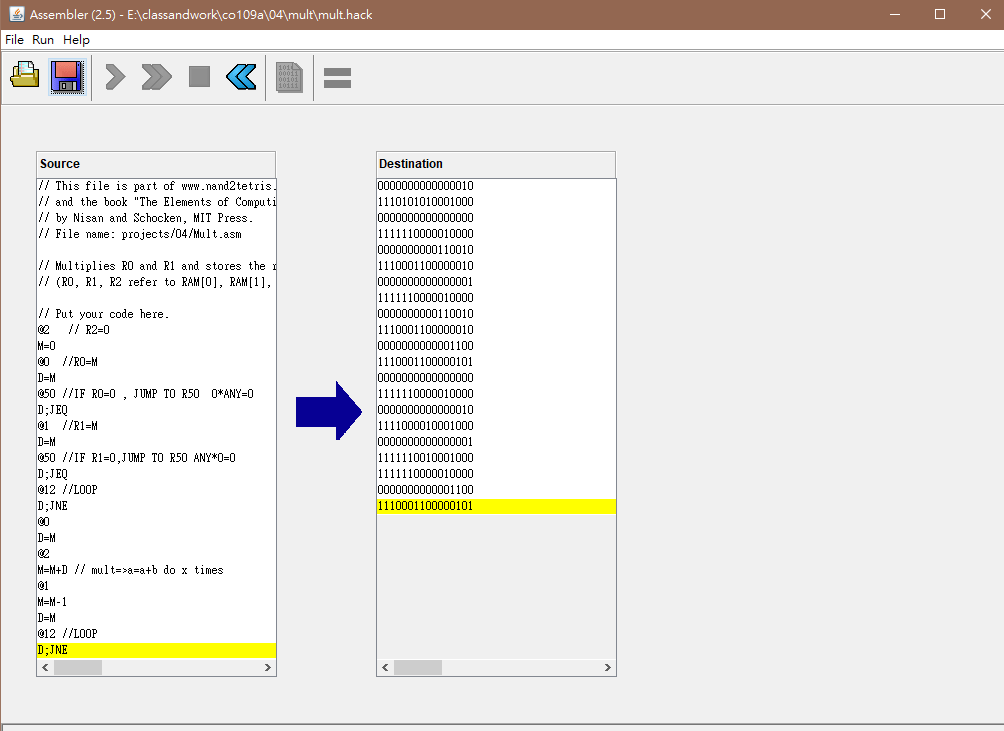 Assembler (2.5) - E:\classandwork\co109a\04\mult\mult.hack
File Run Help
Source
// This file is part of www.nand2tetris.
// and the book "The Elements of Computi
// by Nisan and Schocken, MIT Press.
// File name: projects/04/Mult.asm
// Multiplies R0 and R1 and stores the r
// (R0, R1, R2 refer to RAM[0], RAM[1],
// Put your code here.
@2 // R2=0
M=0
@0 //R0=M
D=M
@50 //IF R0=0 , JUMP TO R50 0*ANY=0
D;JEQ
@1 //R1=M
D=M
@50 //IF R1=0,JUMP TO R50 ANY*0=0
D;JEQ
@12 //LOOP
D;JNE
@0
D=M
@2
M=M+D // mult=>a=a+b do x times
@1
M=M-1
D=M
@12 //LOOP
D;JNE
Destination
0000000000000010
1110101010001000
0000000000000000
1111110000010000
0000000000110010
1110001100000010
0000000000000001
1111110000010000
0000000000110010
1110001100000010
0000000000001100
1110001100000101
0000000000000000
1111110000010000
0000000000000010
1111000010001000
0000000000000001
1111110010001000
1111110000010000
0000000000001100
1110001100000101